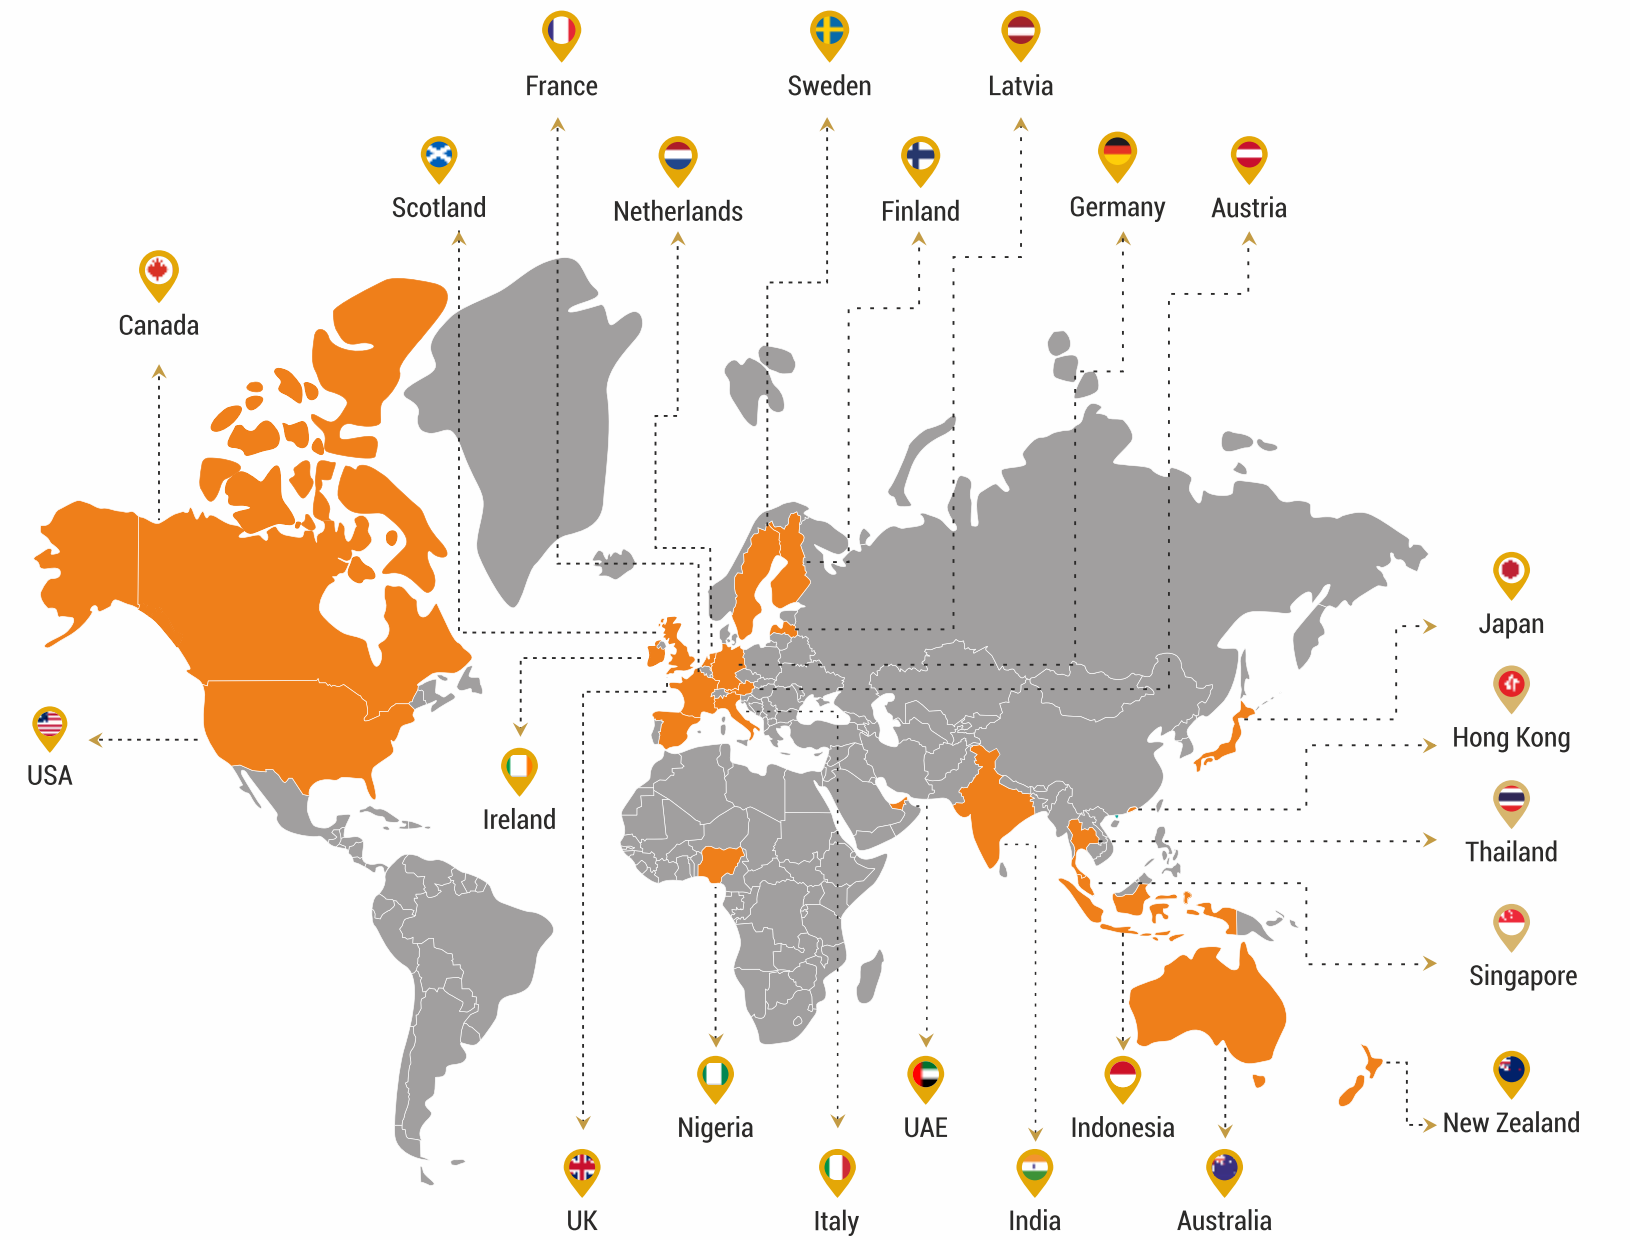 France
Sweden
Latvia
Scotland
Netherlands
Finland
Germany
Austria
Canada
Japan
Hong Kong
USA
Ireland
Thailand
Singapore
Nigeria
UAE
Indonesia
New Zealand
UK
Italy
India
Australia